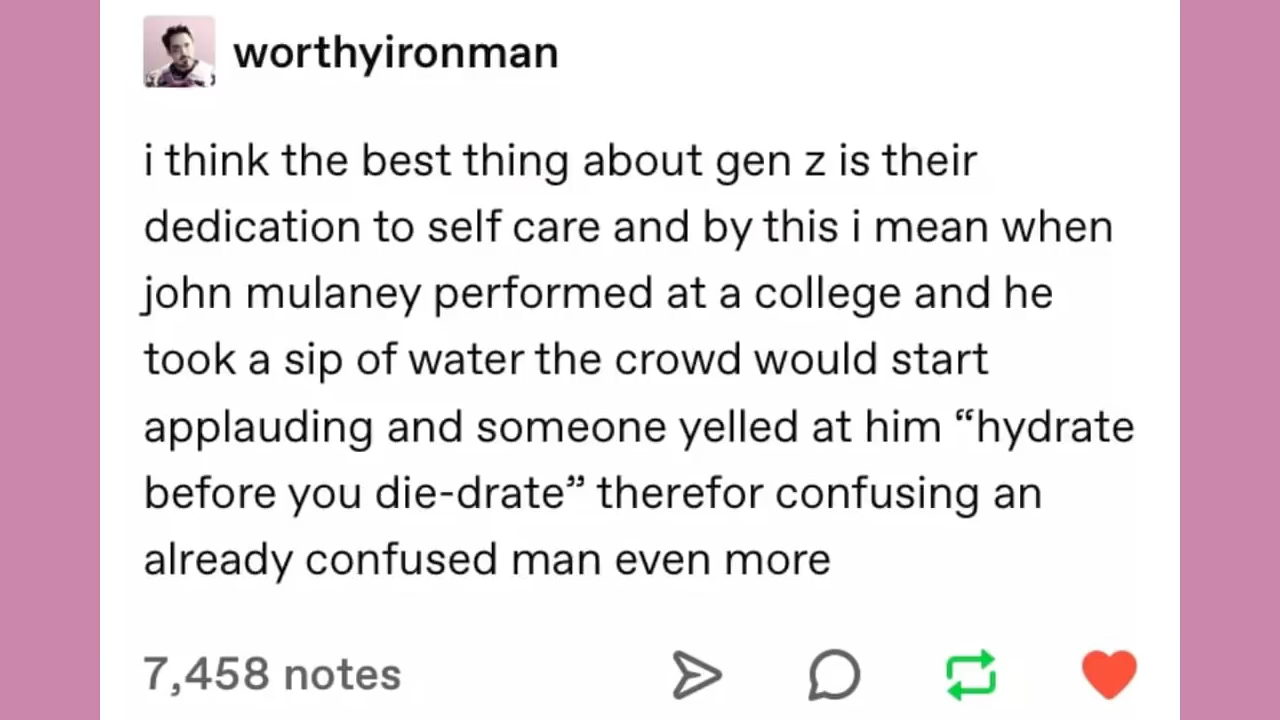 worthyironman
i think the best thing about gen z is their
dedication to self care and by this i mean when
john mulaney performed at a college and he
took a sip of water the crowd would start
applauding and someone yelled at him “hydrate
before you die-drate” therefor confusing an
already confused man even more
7,458 notes